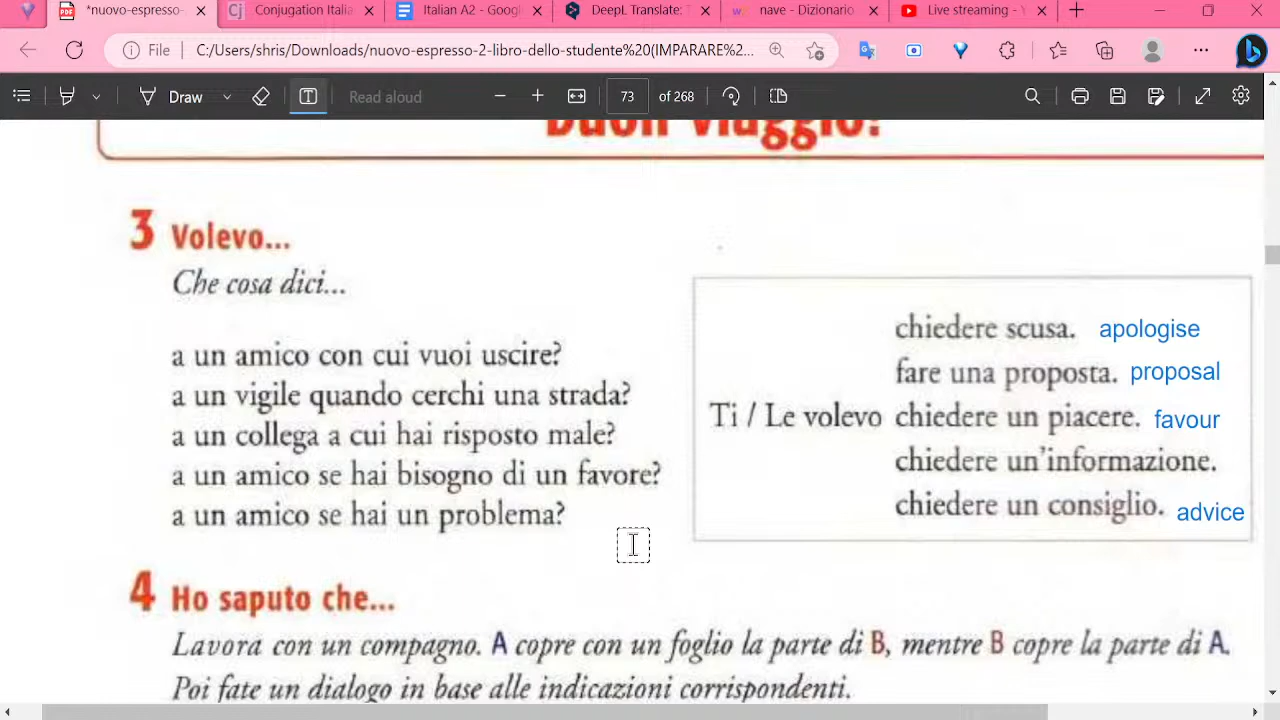 *nuovo-espresso-
Conjugation Italia
Italian A2 - Goog
DeepL Translate:
nave - Dizionario
Live streaming -
File
C:/Users/shris/Downloads/nuovo-espresso-2-libro-dello-studente%20(IMPARARE%2...
Draw
Read aloud
73
of 268
Buon viaggio!
3 Volevo...
Che cosa dici...
a un amico con cui vuoi uscire?
a un vigile quando cerchi una strada?
a un collega a cui hai risposto male?
a un amico se hai bisogno di un favore?
a un amico se hai un problema?
chiedere scusa. apologise
fare una proposta. proposal
Ti / Le volevo chiedere un piacere. favour
chiedere un'informazione.
chiedere un consiglio. advice
4 Ho saputo che...
Lavora con un compagno. A copre con un foglio la parte di B, mentre B copre la parte di A.
Poi fate un dialogo in base alle indicazioni corrispondenti.